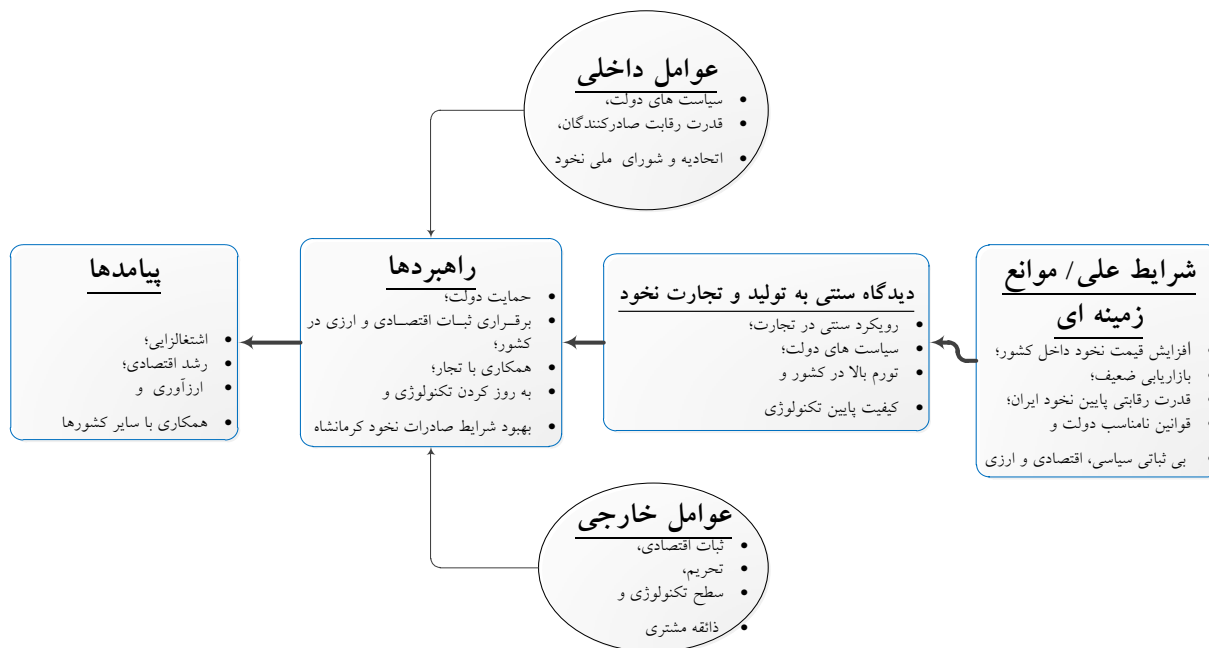 عوامل داخلی
• سیاست های دولت،
• قدرت رقابت صادرکنندگان،
• اتحادیه و شورای ملی نخود
شرایط علی/ موانع
زمینه ای
• افزایش قیمت نخود داخل کشور؛
• بازاریابی ضعیف؛
• قدرت رقابتی پایین نخود ایران؛
• قوانین نامناسب دولت و
• بی ثباتی سیاسی، اقتصادی و ارزی
دیدگاه سنتی به تولید و تجارت نخود
• رویکرد سنتی در تجارت؛
• سیاست های دولت؛
• تورم بالا در کشور و
• کیفیت پایین تکنولوژی
راهبردها
• حمایت دولت؛
• برقراری ثبات اقتصادی و ارزی در
کشور؛
• همکاری با تجار؛
• به روز کردن تکنولوژی و
• بهبود شرایط صادرات نخود کرمانشاه
پیامدها
• اشتغالزایی؛
• رشد اقتصادی؛
• ارزآوری و
• همکاری با سایر کشورها
عوامل خارجی
• ثبات اقتصادی،
• تحریم،
• سطح تکنولوژی و
• ذائقه مشتری